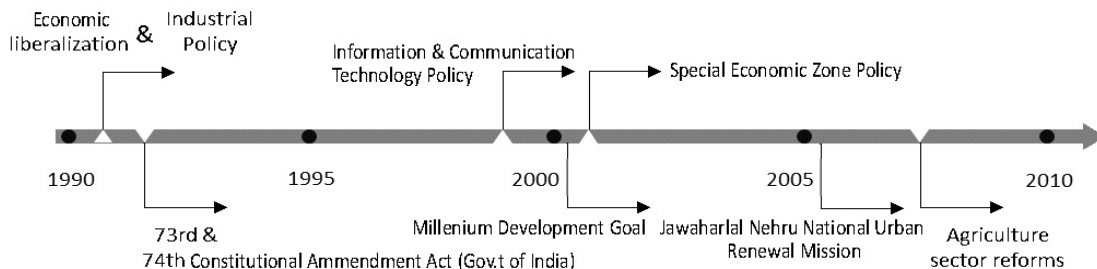 Economic liberalization & Industrial Policy
Information & Communication
Technology Policy
Special Economic Zone Policy
1990
1995
2000
2005
2010
73rd &
74th Constitutional Ammendment Act (Gov.t of India)
Millenium Development Goal
Jawaharlal Nehru National Urban
Renewal Mission
Agriculture
sector reforms